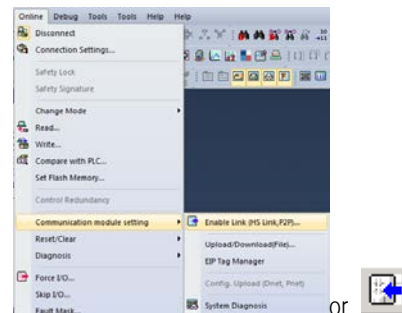 Online Debug Tools Tools Help Help
Disconnect
Connection Settings...
Safety Lock
Safety Signature
Change Mode
Read...
Write...
Compare with PLC...
Set Flash Memory...
Control Redundancy
Communication module setting
Enable Link (HS Link,P2P)...
Reset/Clear
Upload/Download(File)...
Diagnosis
EIP Tag Manager
Force I/O...
Config. Upload (Dnet, Pnet)
Skip I/O...
System Diagnosis
Fault Mask...
or